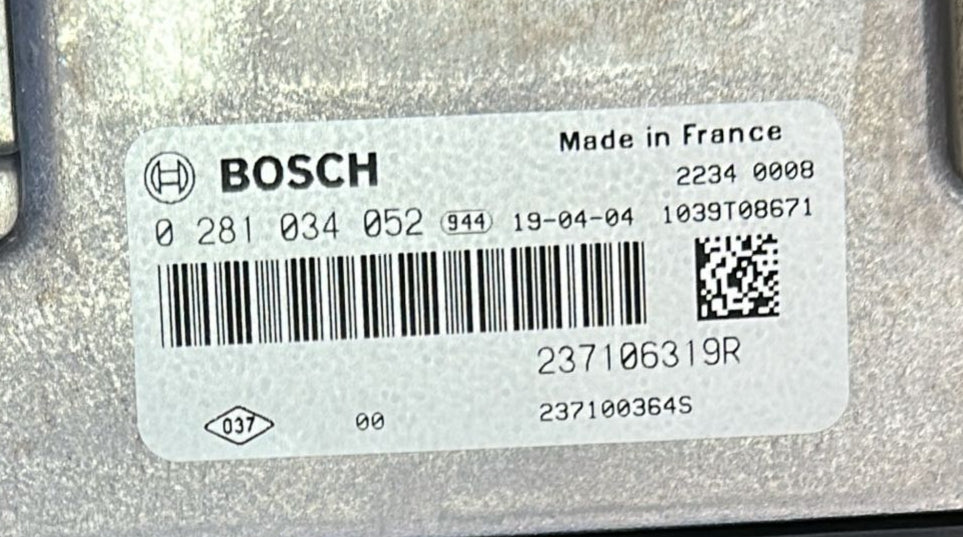 Made in France
BOSCH
2234 0008
0 281 034 052 944 19-04-04 1039T08671
237106319R
037 00 237100364S